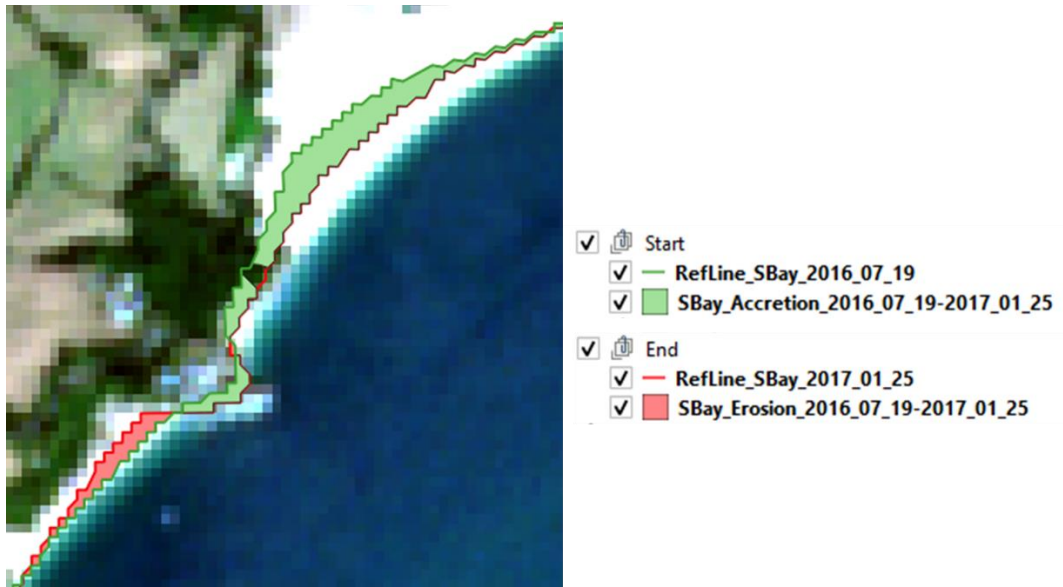 Start
RefLine_SBay_2016_07_19
SBay_Accretion_2016_07_19-2017_01_25
End
RefLine_SBay_2017_01_25
SBay_Erosion_2016_07_19-2017_01_25